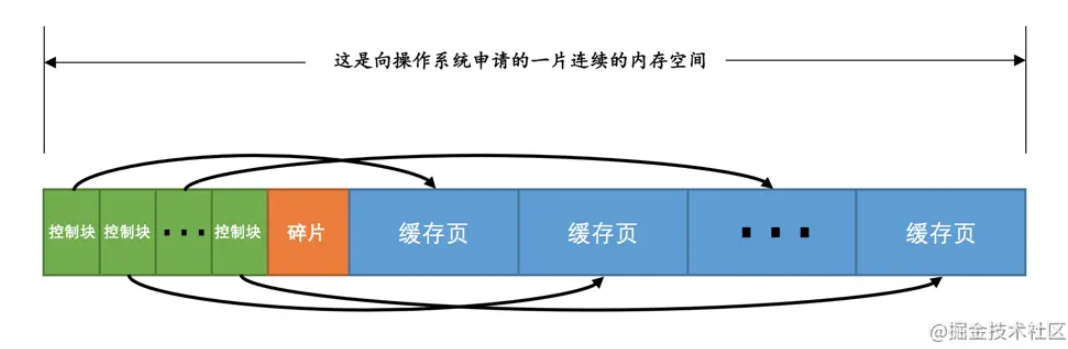 这是向操作系统申请的一片连续的内存空间
控制块 控制块 ··· 控制块 碎片 缓存页 缓存页 ··· 缓存页
@掘金技术社区